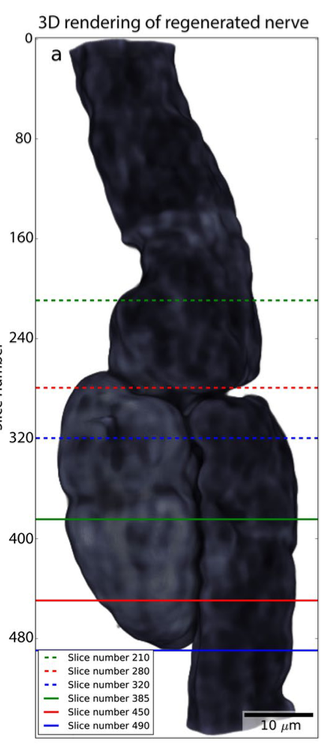 3D rendering of regenerated nerve
0
a
80
160
240
320
400
480
Slice number 210
Slice number 280
Slice number 320
Slice number 385
Slice number 450
Slice number 490
10 μm